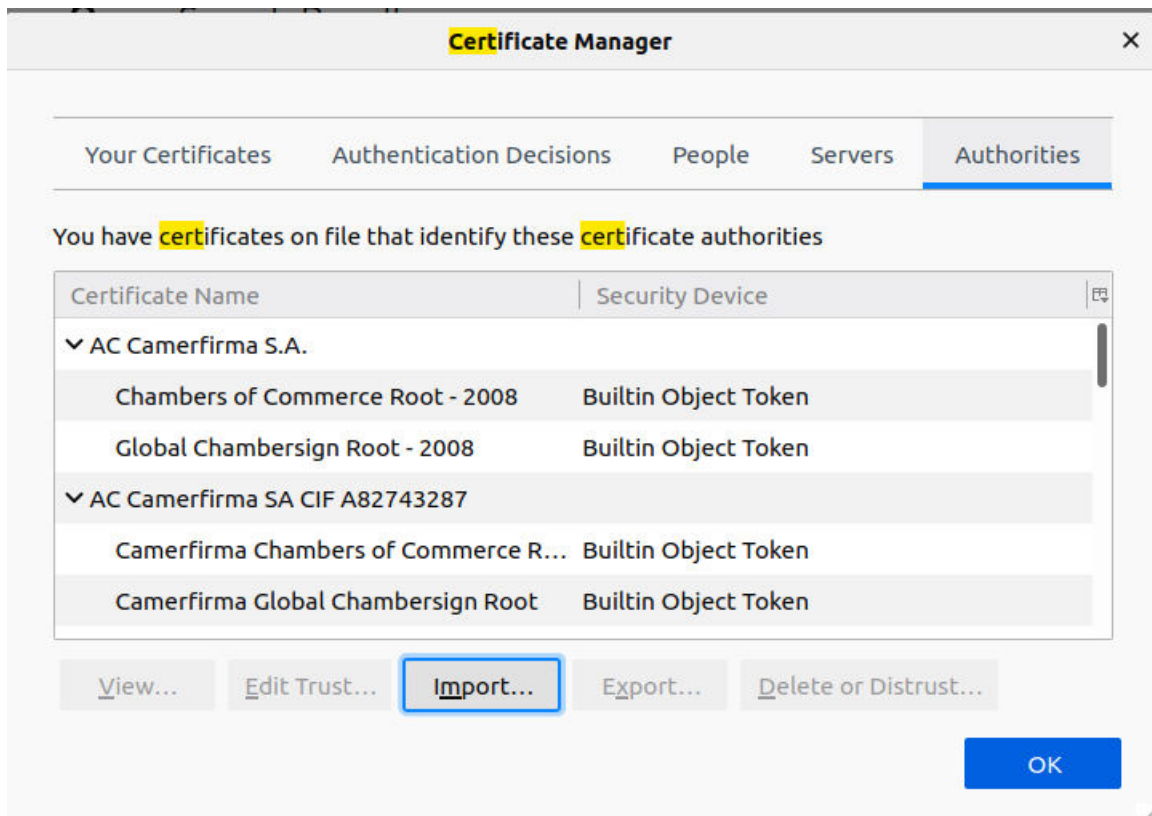 Certificate Manager
Your Certificates Authentication Decisions People Servers Authorities
You have certificates on file that identify these certificate authorities
Certificate Name Security Device
AC Camerfirma S.A.
Chambers of Commerce Root - 2008 Builtin Object Token
Global Chambersign Root - 2008 Builtin Object Token
AC Camerfirma SA CIF A82743287
Camerfirma Chambers of Commerce R... Builtin Object Token
Camerfirma Global Chambersign Root Builtin Object Token
View... Edit Trust... Import... Export... Delete or Distrust...
OK